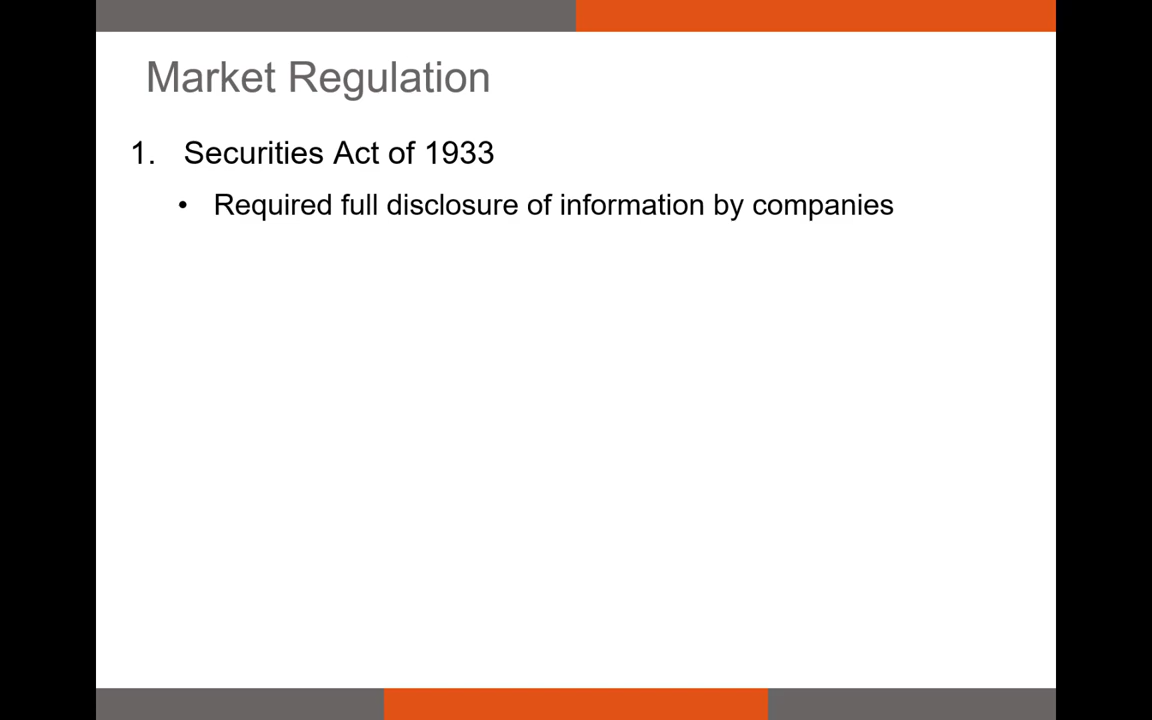 Market Regulation
1. Securities Act of 1933
• Required full disclosure of information by companies